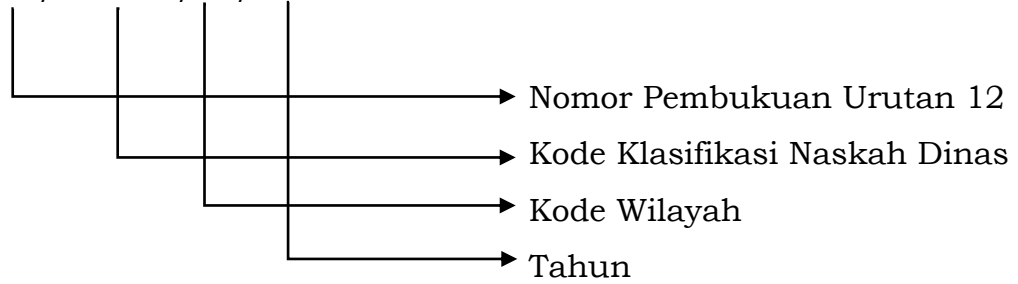 Nomor Pembukuan Urutan 12
Kode Klasifikasi Naskah Dinas
Kode Wilayah
Tahun